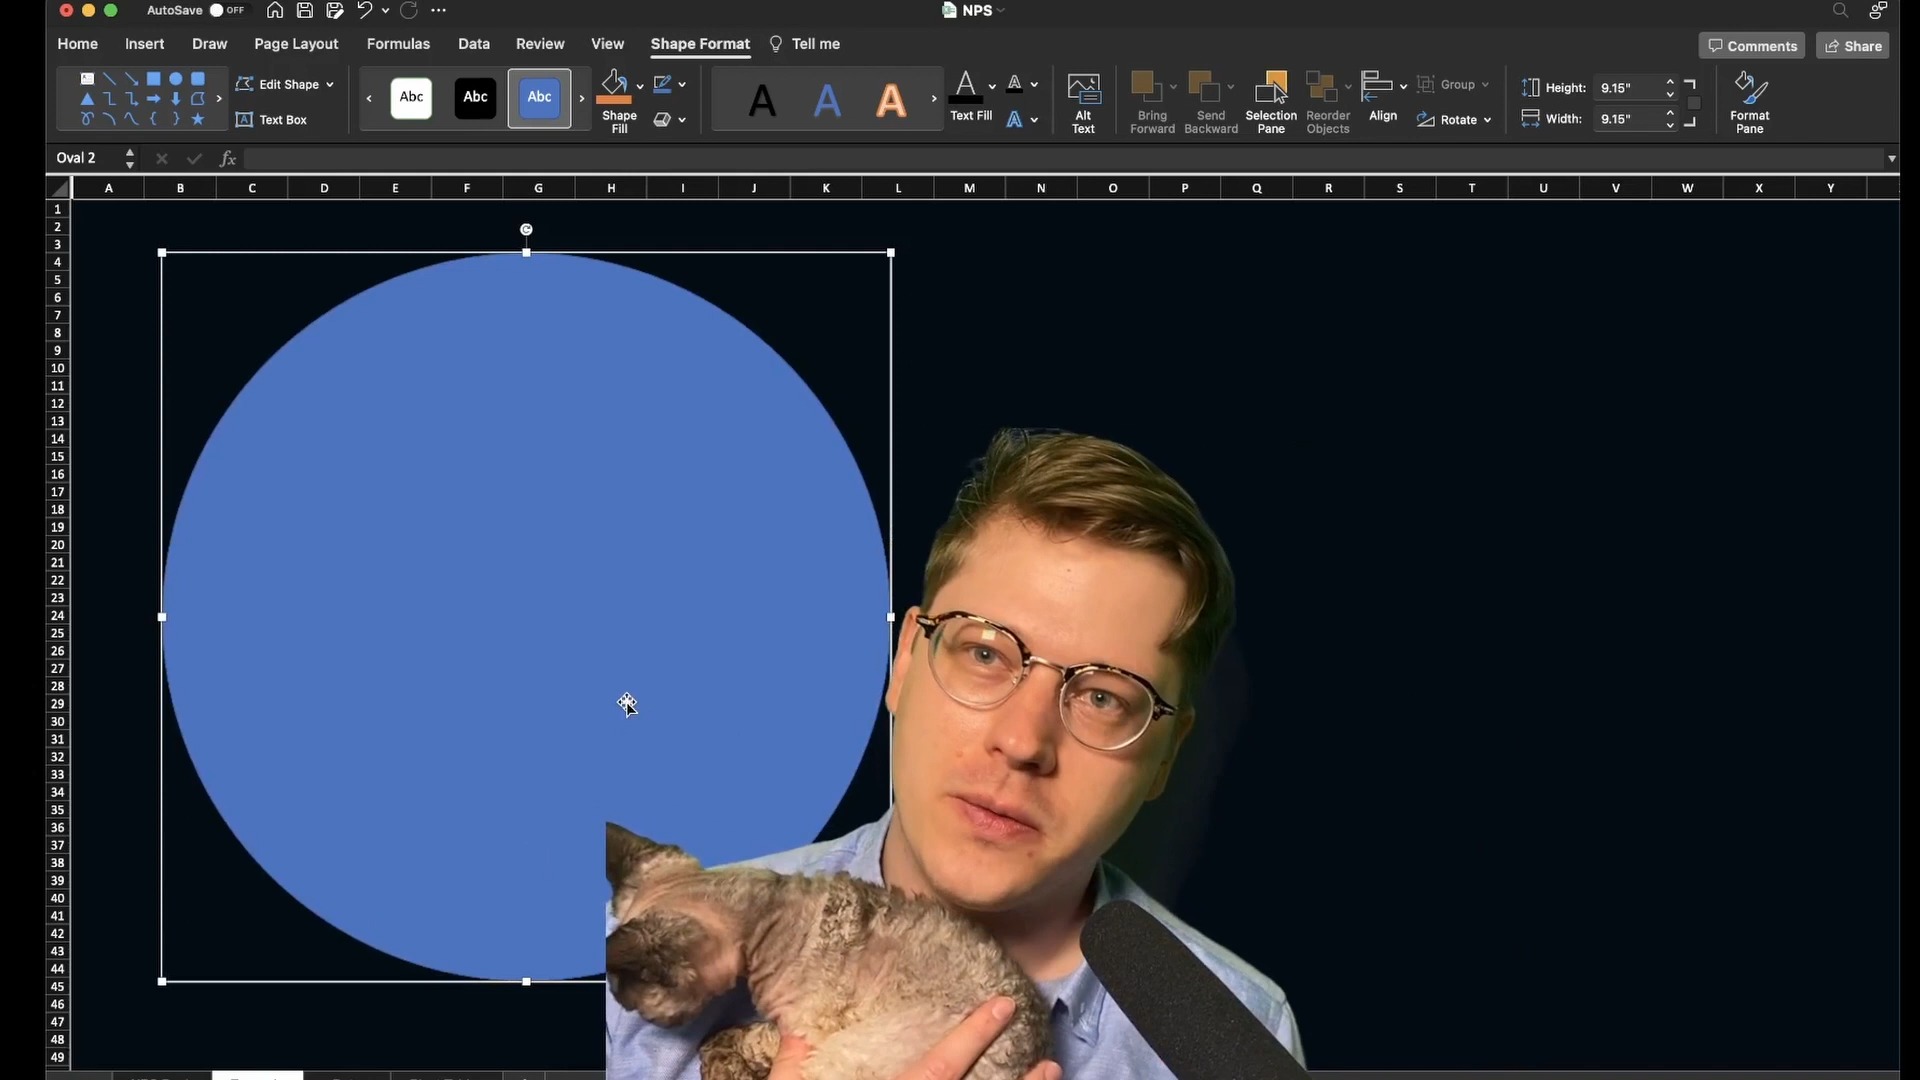 AutoSave OFF
NPS
Home Insert Draw Page Layout Formulas Data Review View Shape Format Tell me
Comments Share
Edit Shape
Text Box
Abc Abc Abc
Shape Fill
A A A
Text Fill
Alt Text
Bring Forward
Send Backward
Selection Pane
Reorder Objects
Align
Group
Rotate
Height: 9.15"
Width: 9.15"
Format Pane
Oval 2
fx
A B C D E F G H I J K L M N O P Q R S T U V W X Y
1
2
3
4
5
6
7
8
9
10
11
12
13
14
15
16
17
18
19
20
21
22
23
24
25
26
27
28
29
30
31
32
33
34
35
36
37
38
39
40
41
42
43
44
45
46
47
48
49